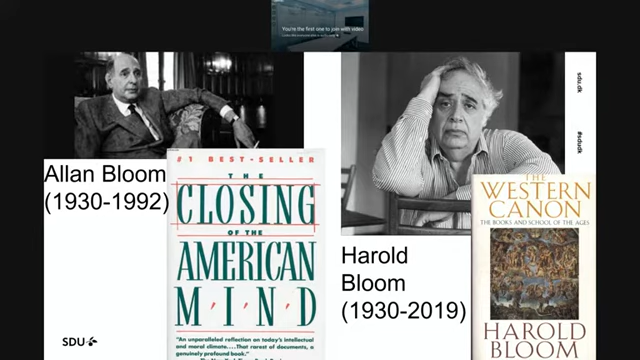 You're the first one to join with video
Allan Bloom
(1930-1992)
#1 BEST-SELLER
THE
CLOSING
OF THE
AMERICAN
MIND
"An unparalleled reflection on today's intellectual
and moral climate....That rarest of documents, a
genuinely profound book."
SDU
Harold
Bloom
(1930-2019)
THE
WESTERN
CANON
THE BOOKS AND SCHOOL OF THE AGES
HAROLD
BLOOM
sdu.dk
#sdudk